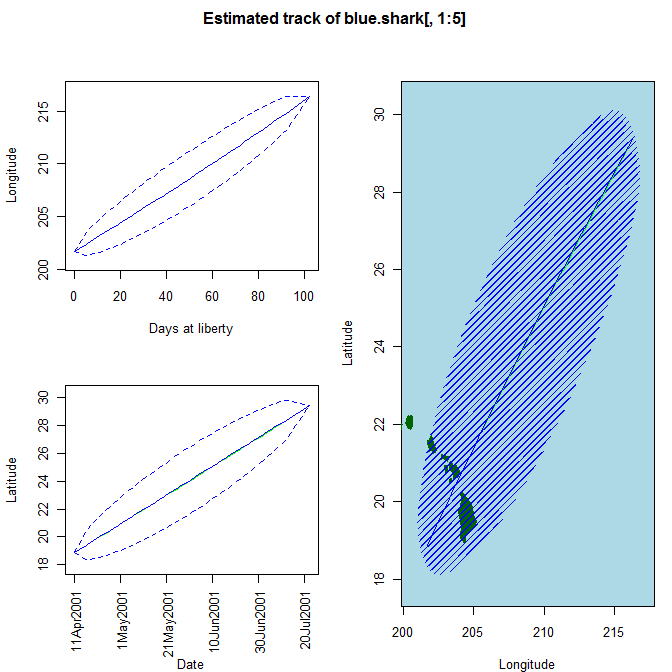 Estimated track of blue.shark[, 1:5]
Longitude
200 205 210 215
0 20 40 60 80 100
Days at liberty
Latitude
18 20 22 24 26 28 30
11Apr2001 1May2001 21May2001 10Jun2001 30Jun2001 20Jul2001
Date
Latitude
18 20 22 24 26 28 30
200 205 210 215
Longitude